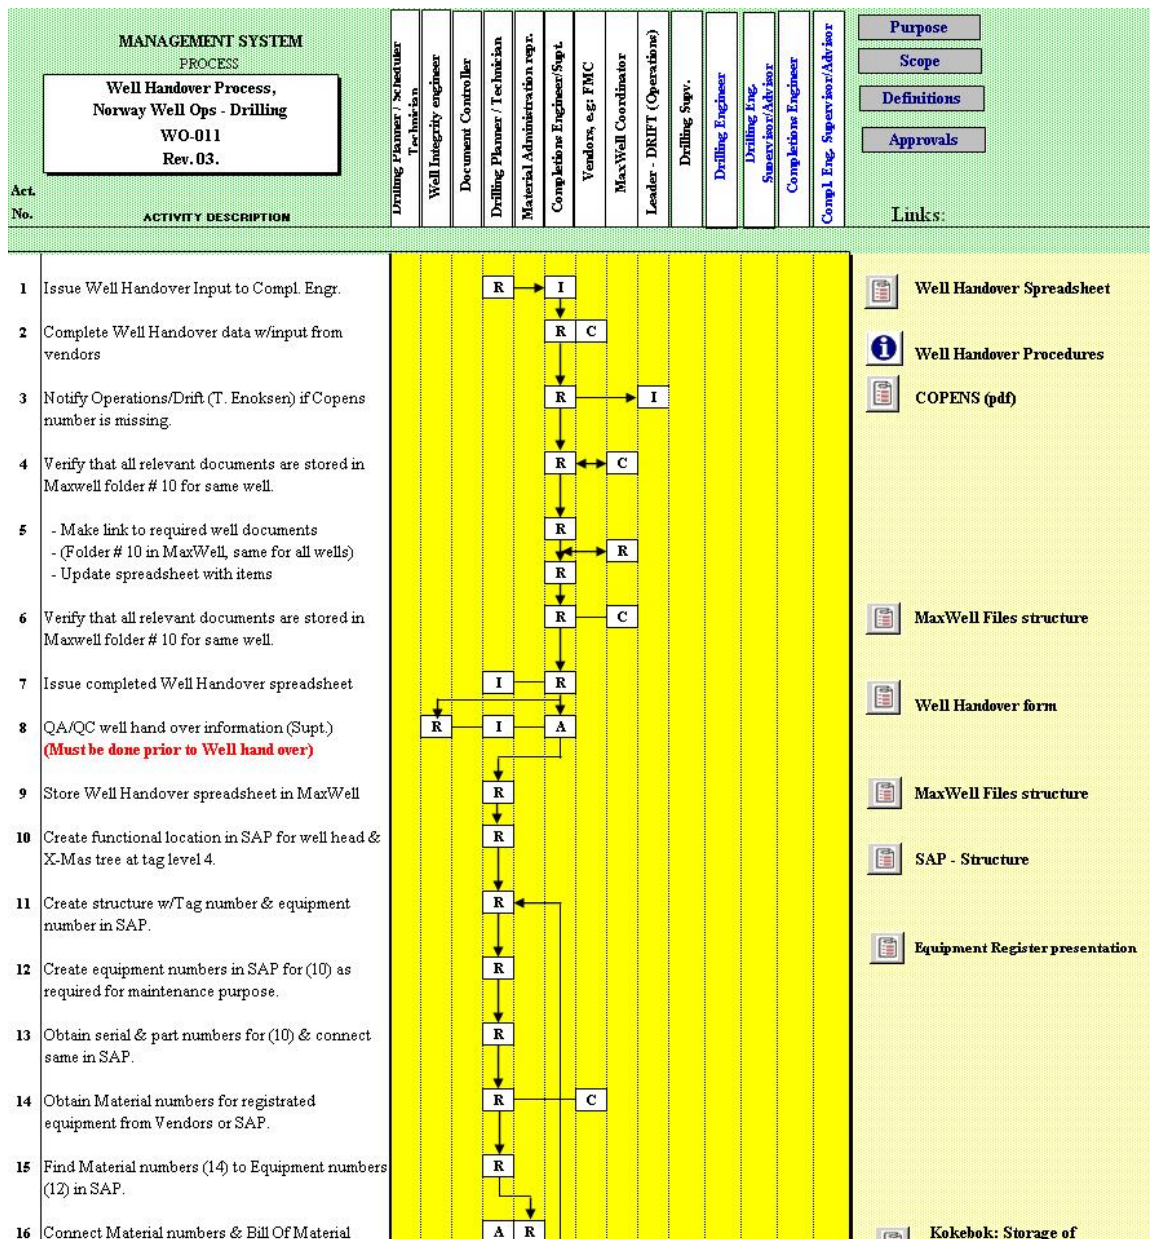 MANAGEMENT SYSTEM
PROCESS
Well Handover Process,
Norway Well Ops - Drilling
WO-011
Rev. 03.
Act.
No.
ACTIVITY DESCRIPTION
Drilling Planner / Scheduler
Technician
Well Integrity engineer
Document Controller
Drilling Planner / Technician
Material Administration repr.
Completions Engineer/Supt.
Vendors, e.g: FMC
MaxWell Coordinator
Leader - DRIFT (Operations)
Drilling Supv.
Drilling Engineer
Drilling Eng.
Supervisor/Advisor
Completions Engineer
Compl. Eng. Supervisor/Advisor
Purpose
Scope
Definitions
Approvals
Links:
1 Issue Well Handover Input to Compl. Engr.
R I
Well Handover Spreadsheet
2 Complete Well Handover data w/input from
vendors
R C
Well Handover Procedures
3 Notify Operations/Drift (T. Enoksen) if Copens
number is missing.
R I
COPENS (pdf)
4 Verify that all relevant documents are stored in
Maxwell folder # 10 for same well.
R C
5 - Make link to required well documents
- (Folder # 10 in MaxWell, same for all wells)
- Update spreadsheet with items
R
R
R
6 Verify that all relevant documents are stored in
Maxwell folder # 10 for same well.
R C
MaxWell Files structure
7 Issue completed Well Handover spreadsheet
I R
Well Handover form
8 QA/QC well hand over information (Supt.)
(Must be done prior to Well hand over)
R I A
9 Store Well Handover spreadsheet in MaxWell
R
MaxWell Files structure
10 Create functional location in SAP for well head &
X-Mas tree at tag level 4.
R
SAP - Structure
11 Create structure w/Tag number & equipment
number in SAP.
R
Equipment Register presentation
12 Create equipment numbers in SAP for (10) as
required for maintenance purpose.
R
13 Obtain serial & part numbers for (10) & connect
same in SAP.
R
14 Obtain Material numbers for registrated
equipment from Vendors or SAP.
R C
15 Find Material numbers (14) to Equipment numbers
(12) in SAP.
R
16 Connect Material numbers & Bill Of Material
A R
Kokebok: Storage of